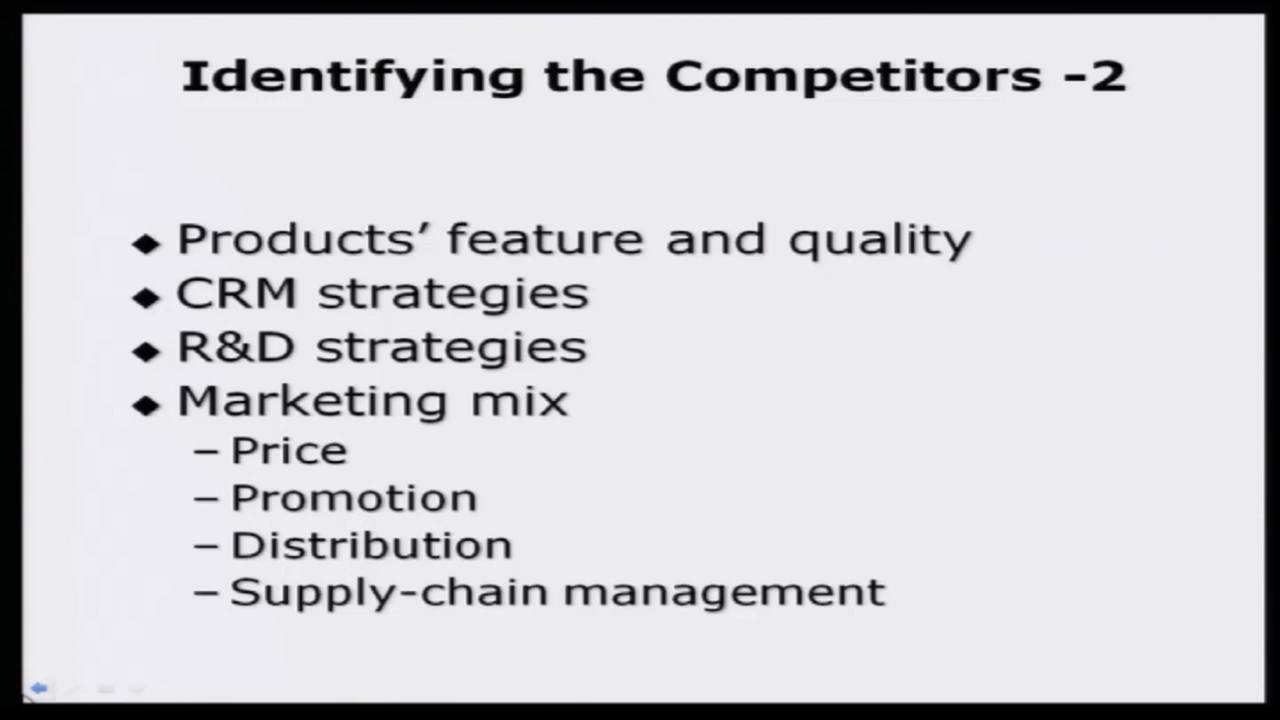 Identifying the Competitors -2
◆ Products’ feature and quality
◆ CRM strategies
◆ R&D strategies
◆ Marketing mix
– Price
– Promotion
– Distribution
– Supply-chain management